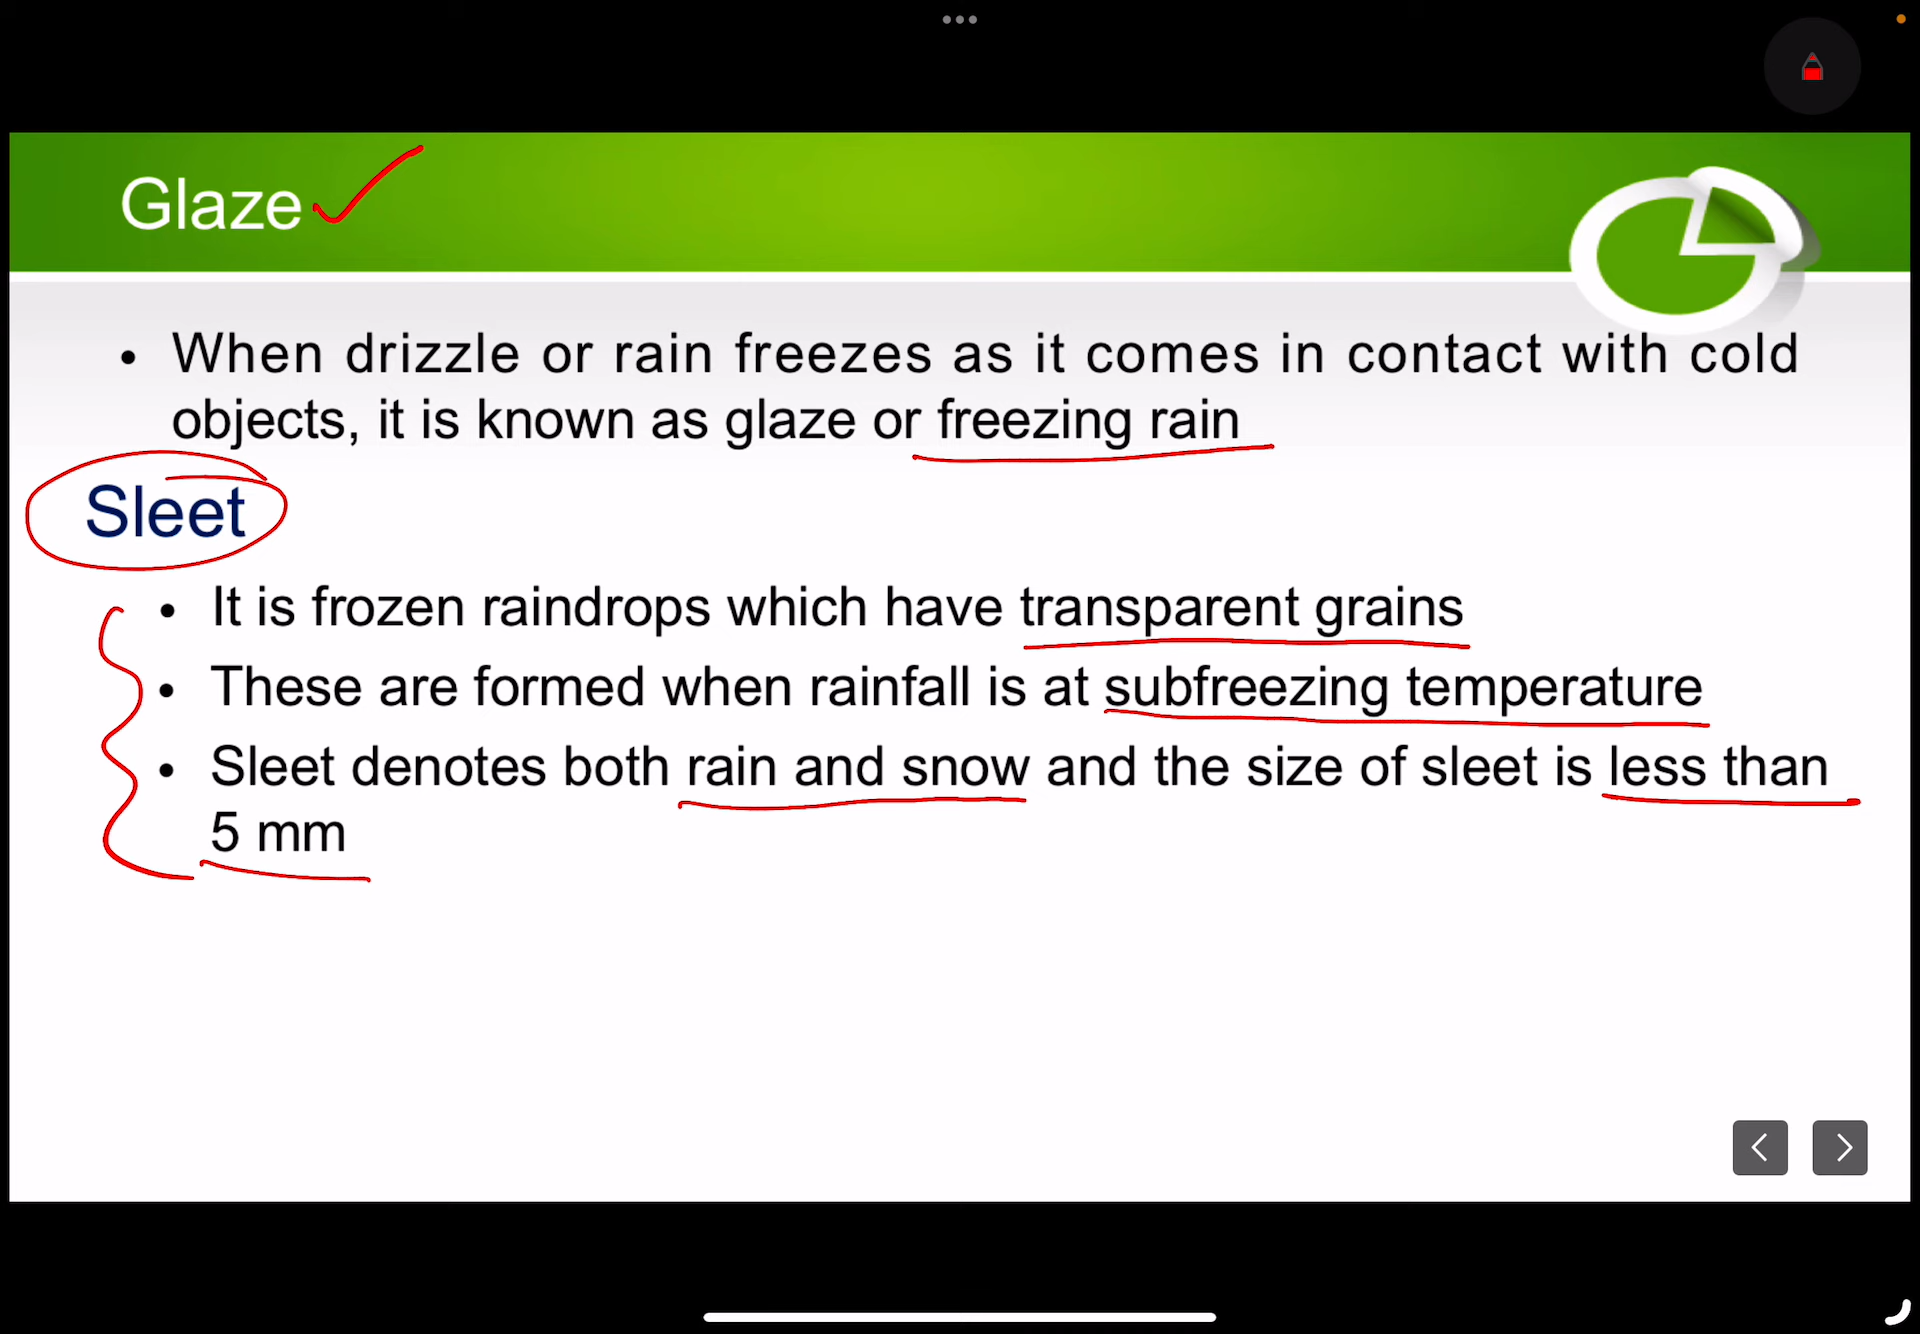 Glaze
• When drizzle or rain freezes as it comes in contact with cold
objects, it is known as glaze or freezing rain
Sleet
• It is frozen raindrops which have transparent grains
• These are formed when rainfall is at subfreezing temperature
• Sleet denotes both rain and snow and the size of sleet is less than
5 mm